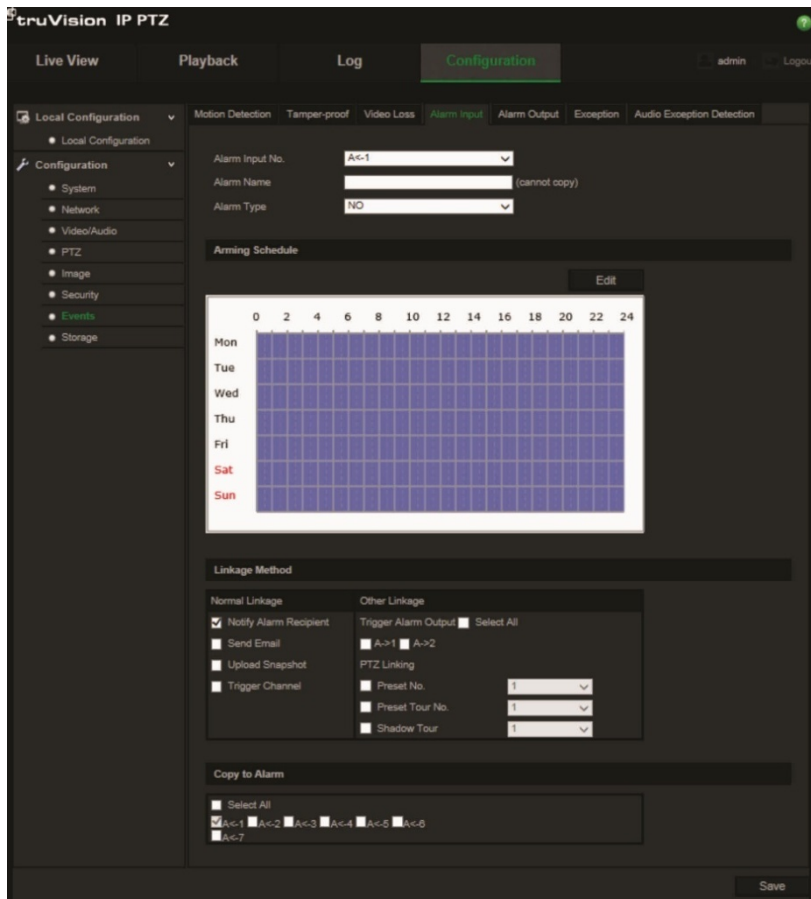 truVision IP PTZ
?
Live View Playback Log Configuration admin Logou
Local Configuration
Local Configuration
Configuration
System
Network
Video/Audio
PTZ
Image
Security
Events
Storage
Motion Detection Tamper-proof Video Loss Alarm Input Alarm Output Exception Audio Exception Detection
Alarm Input No. A<-1
Alarm Name (cannot copy)
Alarm Type NO
Arming Schedule
Edit
0 2 4 6 8 10 12 14 16 18 20 22 24
Mon
Tue
Wed
Thu
Fri
Sat
Sun
Linkage Method
Normal Linkage Other Linkage
Notify Alarm Recipient Trigger Alarm Output Select All
Send Email A->1 A->2
Upload Snapshot PTZ Linking
Trigger Channel Preset No. 1
Preset Tour No. 1
Shadow Tour 1
Copy to Alarm
Select All
A<-1 A<-2 A<-3 A<-4 A<-5 A<-6
A<-7
Save